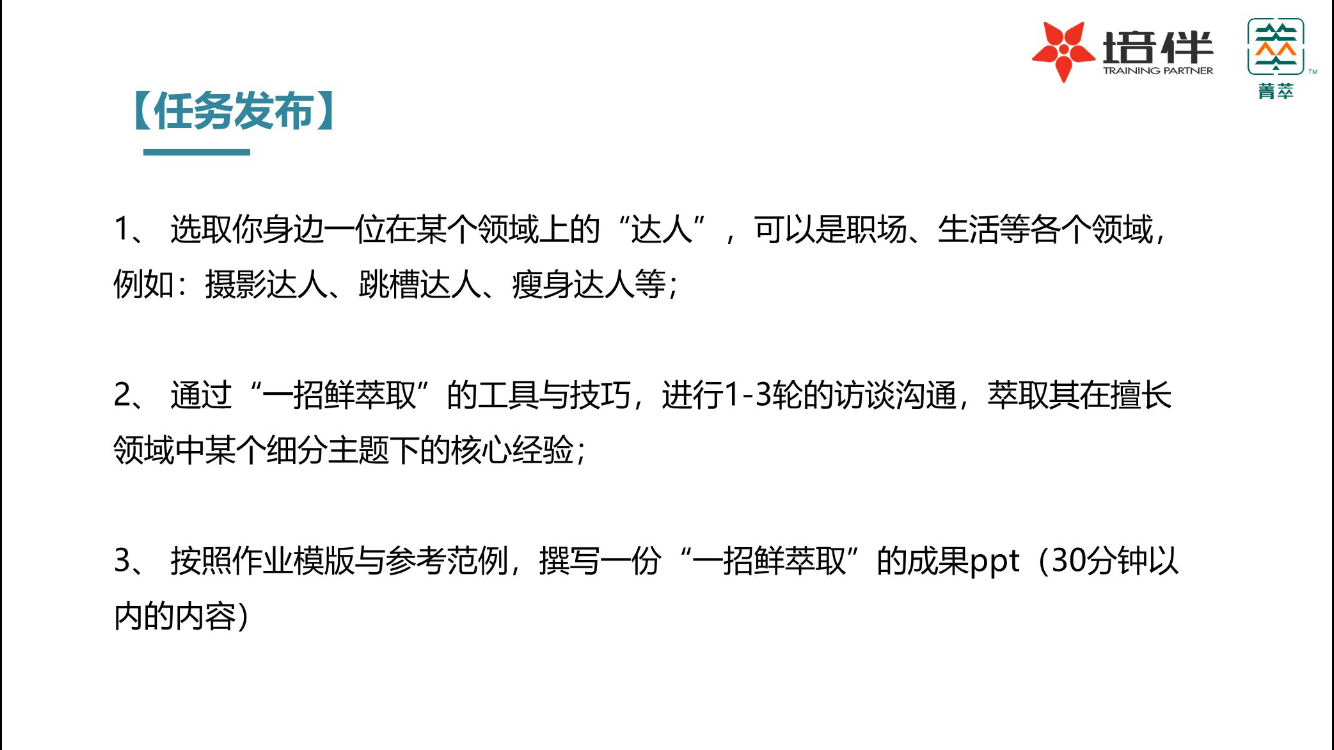 培伴
TRAINING PARTNER
萃
TM
菁萃
【任务发布】
1、 选取你身边一位在某个领域上的“达人”，可以是职场、生活等各个领域，
例如：摄影达人、跳槽达人、瘦身达人等；
2、 通过“一招鲜萃取”的工具与技巧，进行1-3轮的访谈沟通，萃取其在擅长
领域中某个细分主题下的核心经验；
3、 按照作业模版与参考范例，撰写一份“一招鲜萃取”的成果ppt（30分钟以
内的内容）